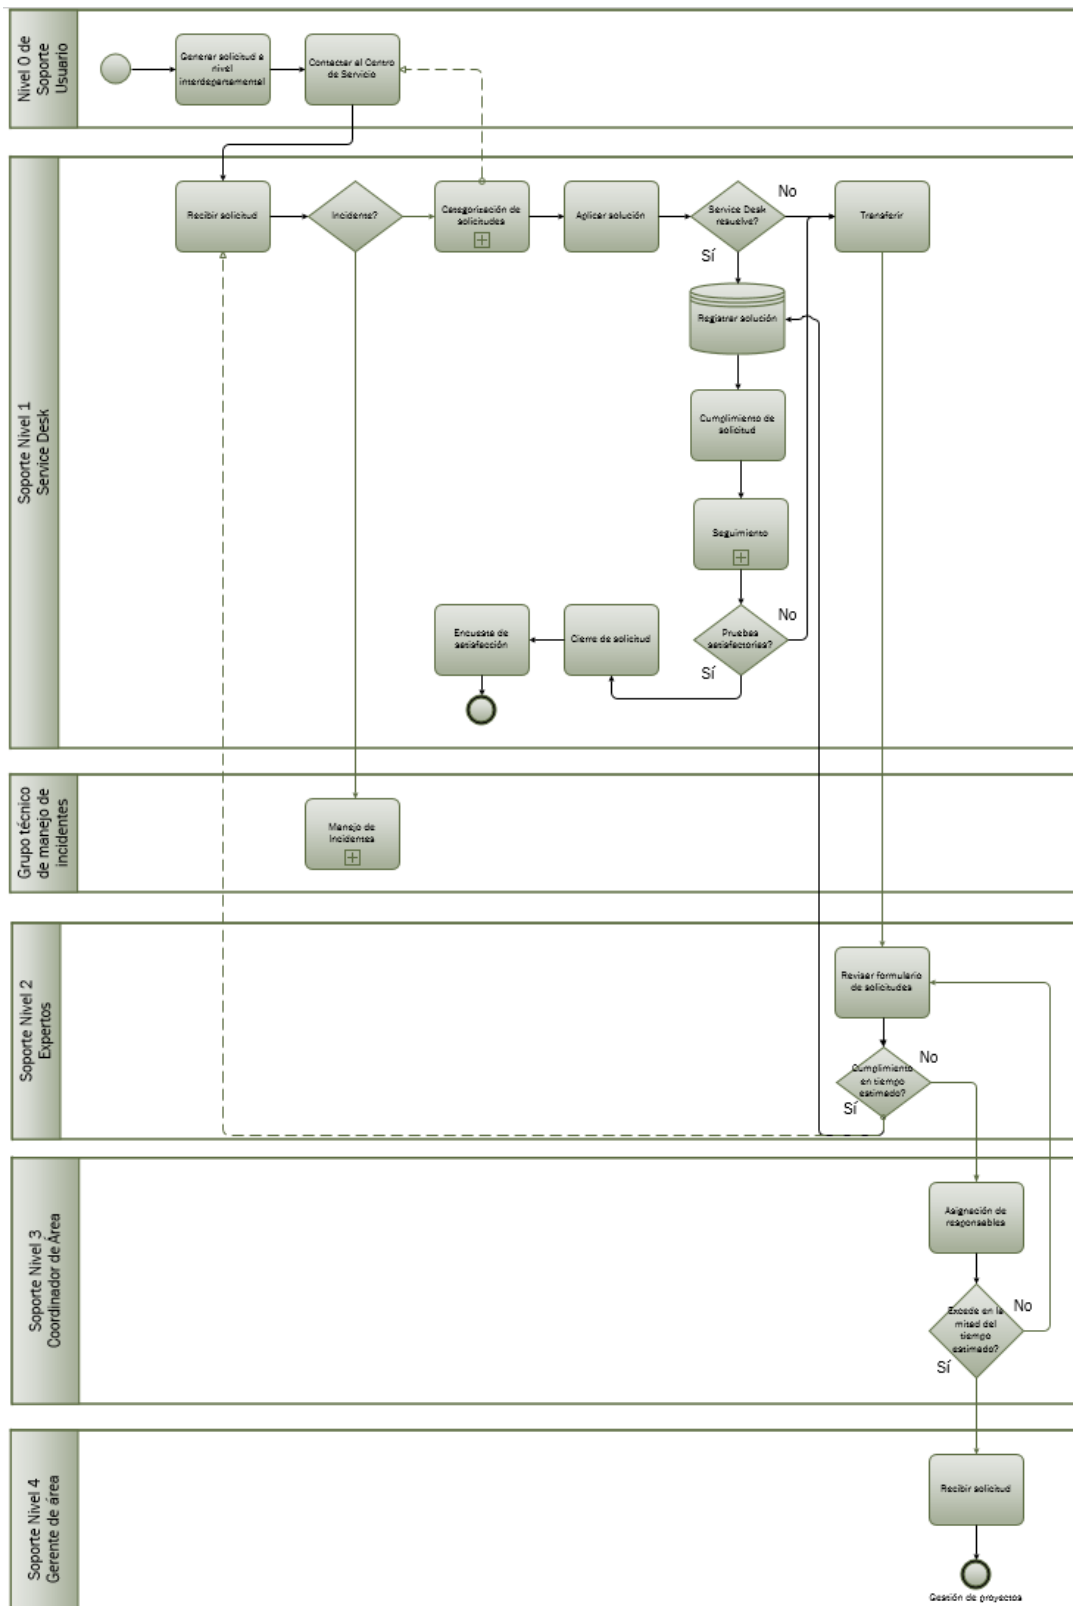 Nivel 0 de
Soporte
Usuario
Generar solicitud a
nivel
interdepartamental
Contactar al Centro
de Servicio
Soporte Nivel 1
Service Desk
Recibir solicitud
Incidente?
Categorización de
solicitudes
Aplicar solución
Service Desk
resuelve?
No
Sí
Transferir
Registrar solución
Cumplimiento de
solicitud
Seguimiento
Pruebas
satisfactorias?
No
Sí
Cierre de solicitud
Encuesta de
satisfacción
Grupo técnico
de manejo de
incidentes
Manejo de
Incidentes
Soporte Nivel 2
Expertos
Revisar formulario
de solicitudes
Cumplimiento
en tiempo
estimado?
No
Sí
Soporte Nivel 3
Coordinador de Área
Asignación de
responsables
Excede en la
mitad del
tiempo
estimado?
No
Sí
Soporte Nivel 4
Gerente de área
Recibir solicitud
Gestión de proyectos